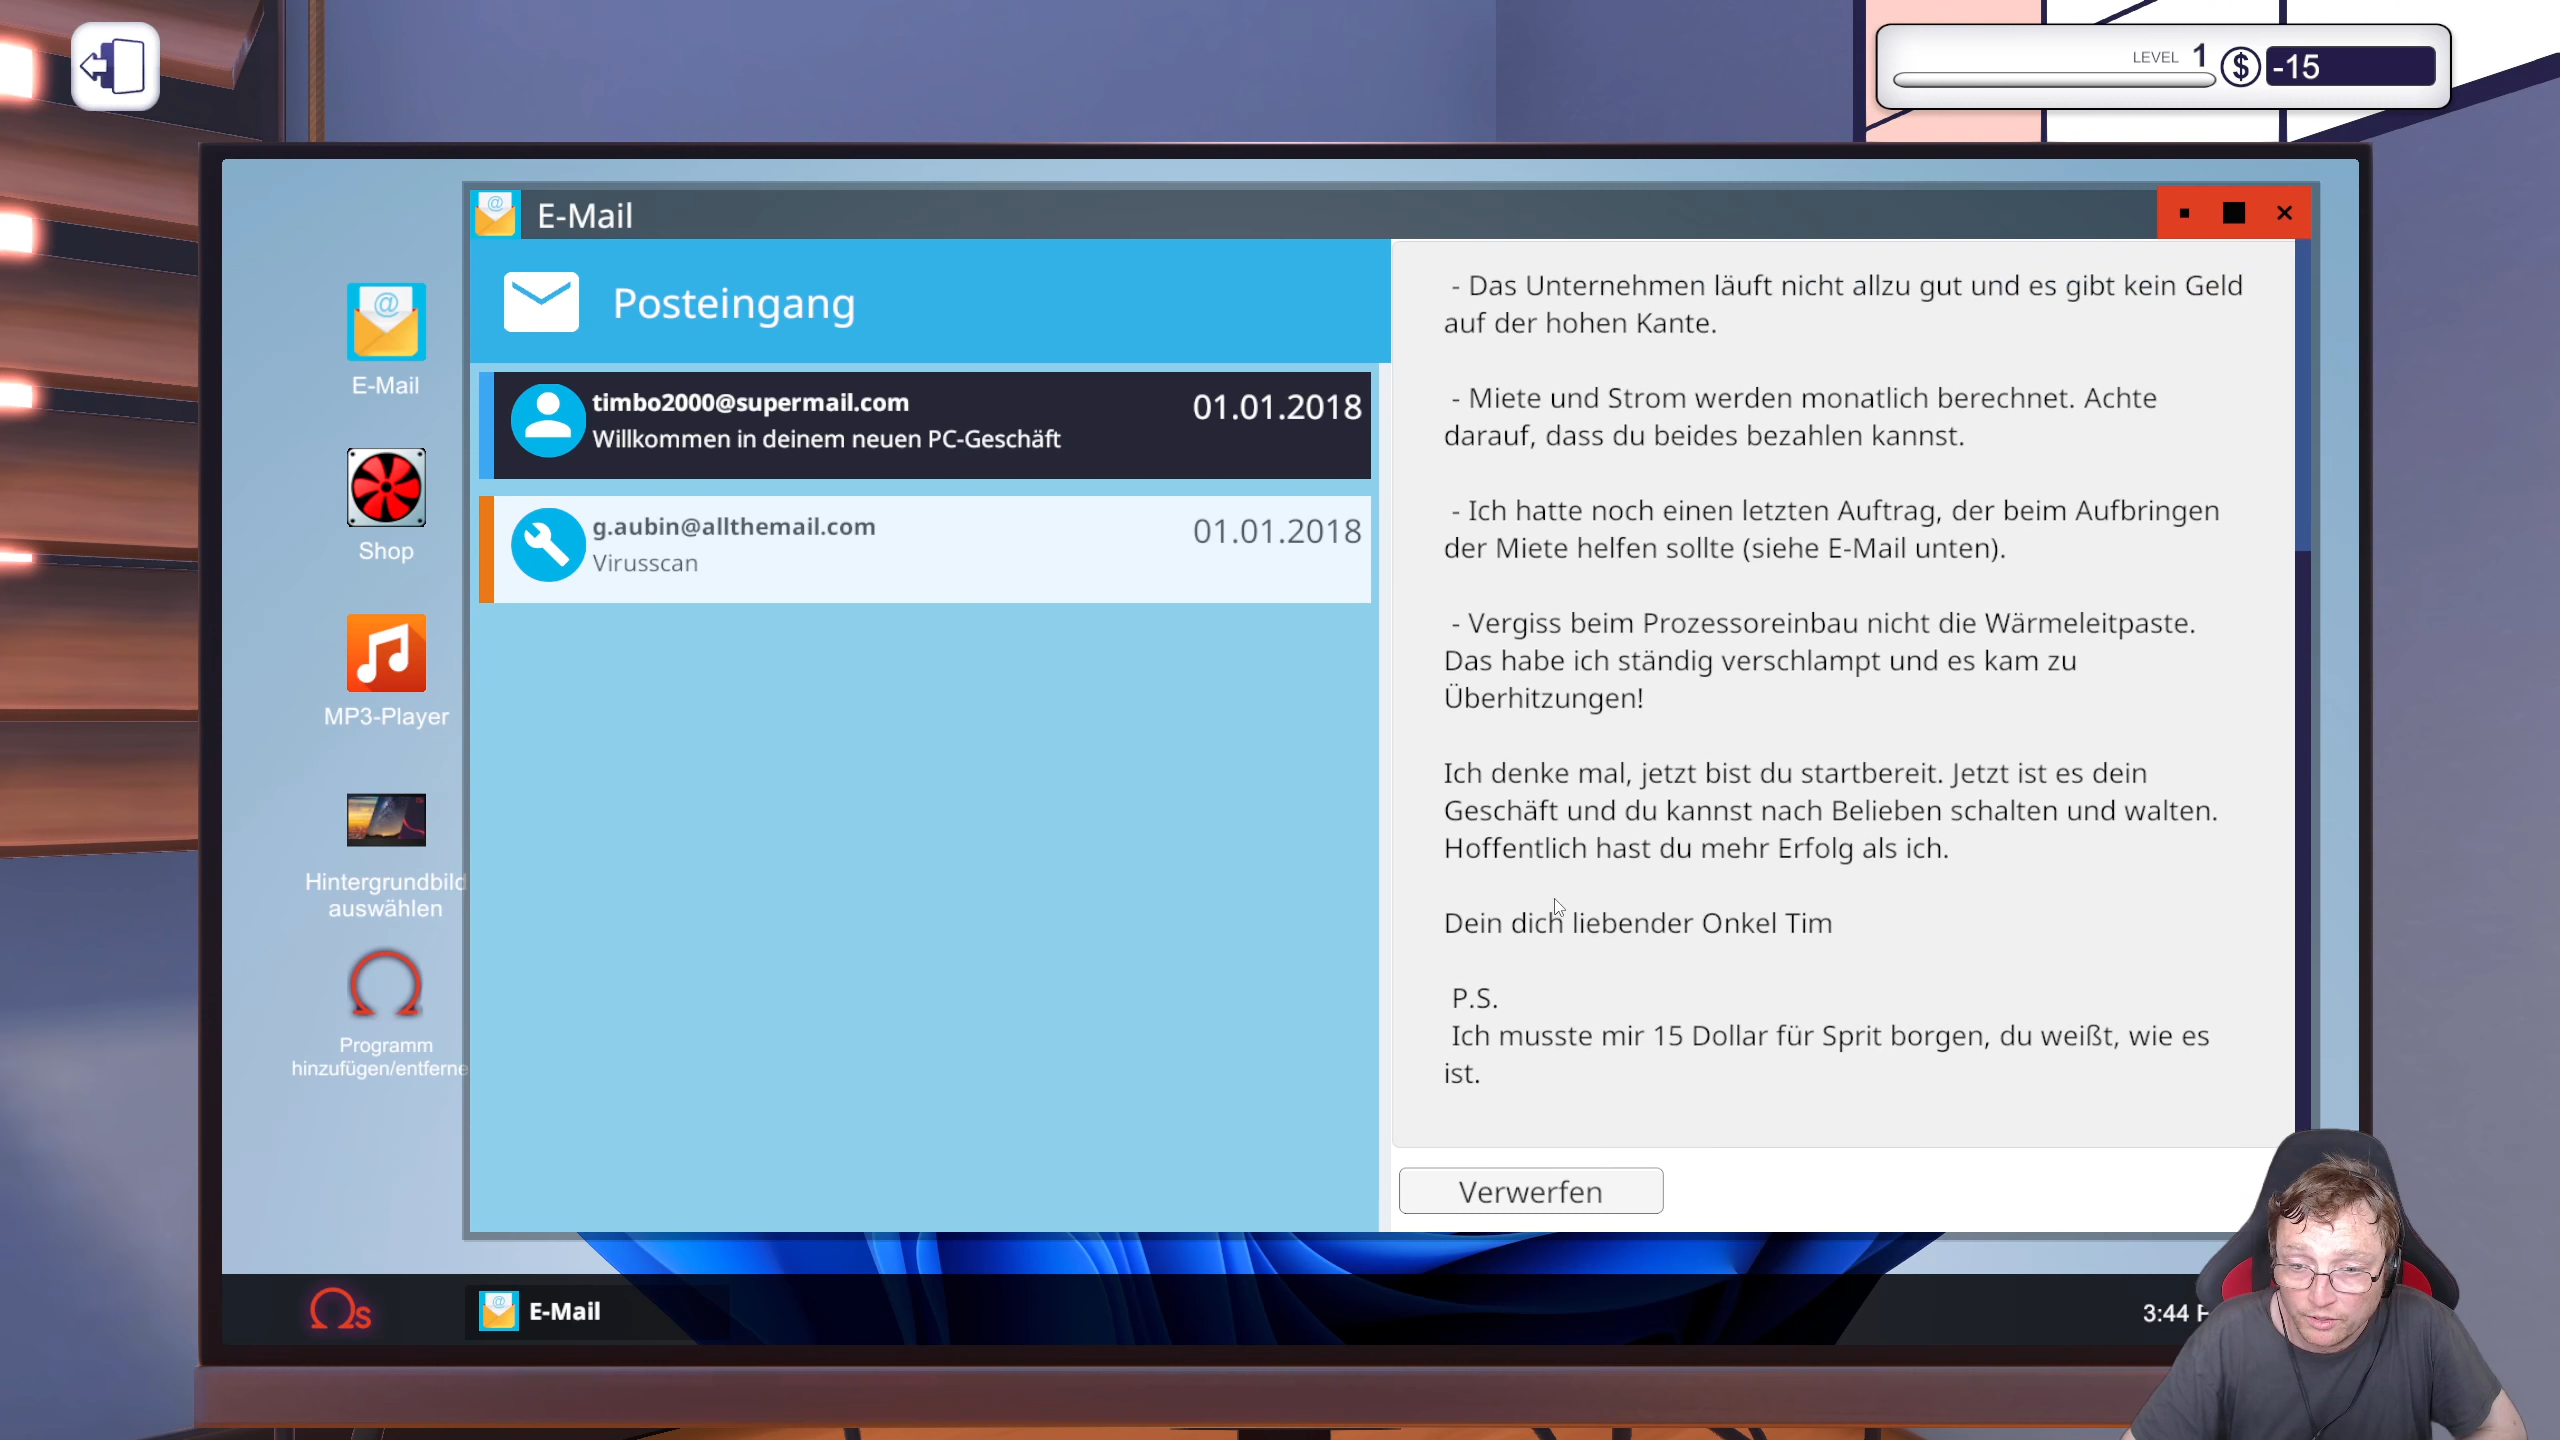 LEVEL 1 $ -15
E-Mail
Posteingang
timbo2000@supermail.com 01.01.2018
Willkommen in deinem neuen PC-Geschäft
g.aubin@allthemail.com 01.01.2018
Virusscan
- Das Unternehmen läuft nicht allzu gut und es gibt kein Geld
auf der hohen Kante.
- Miete und Strom werden monatlich berechnet. Achte
darauf, dass du beides bezahlen kannst.
- Ich hatte noch einen letzten Auftrag, der beim Aufbringen
der Miete helfen sollte (siehe E-Mail unten).
- Vergiss beim Prozessoreinbau nicht die Wärmeleitpaste.
Das habe ich ständig verschlampt und es kam zu
Überhitzungen!
Ich denke mal, jetzt bist du startbereit. Jetzt ist es dein
Geschäft und du kannst nach Belieben schalten und walten.
Hoffentlich hast du mehr Erfolg als ich.
Dein dich liebender Onkel Tim
P.S.
Ich musste mir 15 Dollar für Sprit borgen, du weißt, wie es
ist.
Verwerfen
E-Mail
Shop
MP3-Player
Hintergrundbild
auswählen
Programm
hinzufügen/entferne
Ωs
E-Mail
3:44